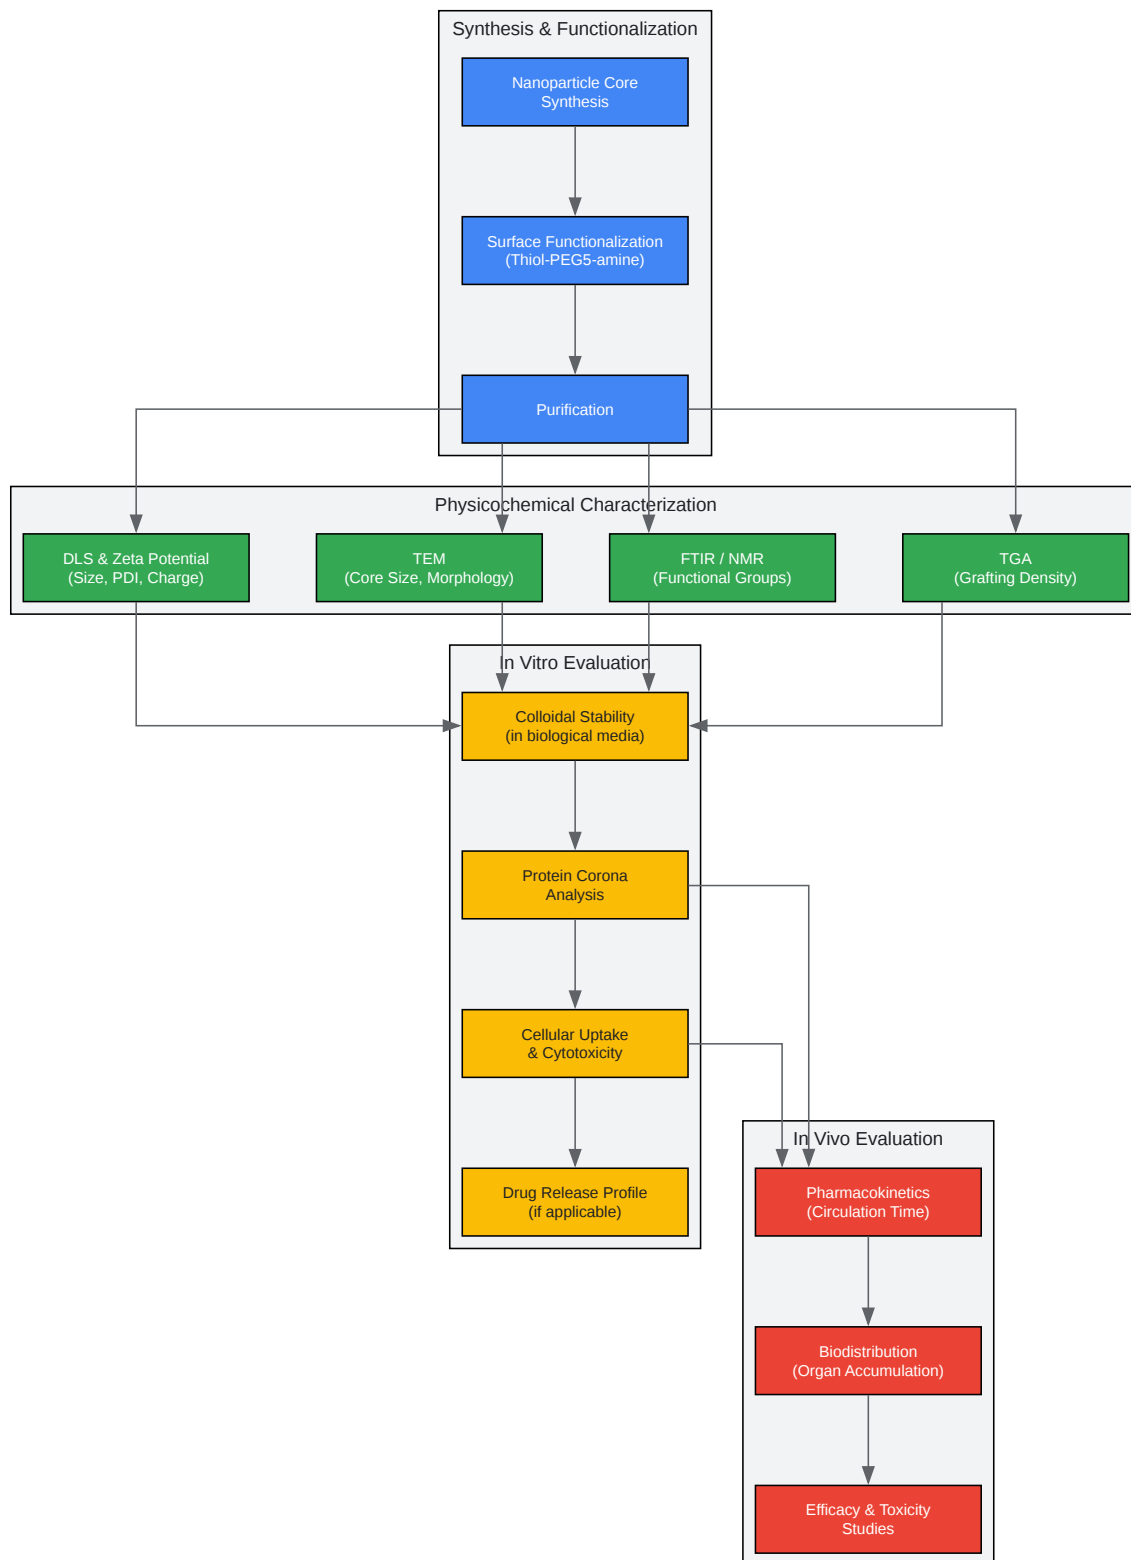 Synthesis & Functionalization
Nanoparticle Core
Synthesis
Surface Functionalization
(Thiol-PEG5-amine)
Purification
Physicochemical Characterization
DLS & Zeta Potential
(Size, PDI, Charge)
TEM
(Core Size, Morphology)
FTIR / NMR
(Functional Groups)
TGA
(Grafting Density)
In Vitro Evaluation
Colloidal Stability
(in biological media)
Protein Corona
Analysis
Cellular Uptake
& Cytotoxicity
Drug Release Profile
(if applicable)
In Vivo Evaluation
Pharmacokinetics
(Circulation Time)
Biodistribution
(Organ Accumulation)
Efficacy & Toxicity
Studies